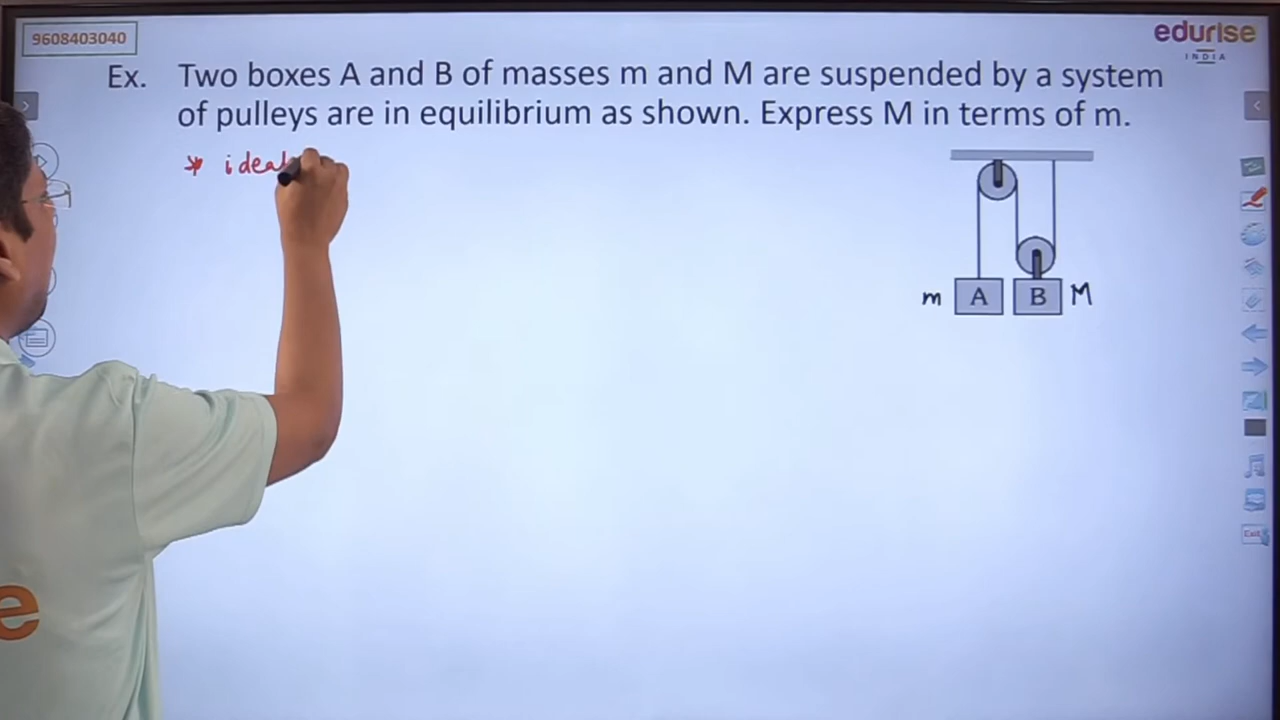 9608403040
edurise
INDIA
Ex. Two boxes A and B of masses m and M are suspended by a system
of pulleys are in equilibrium as shown. Express M in terms of m.
* ideal
m A B M
Exit
e